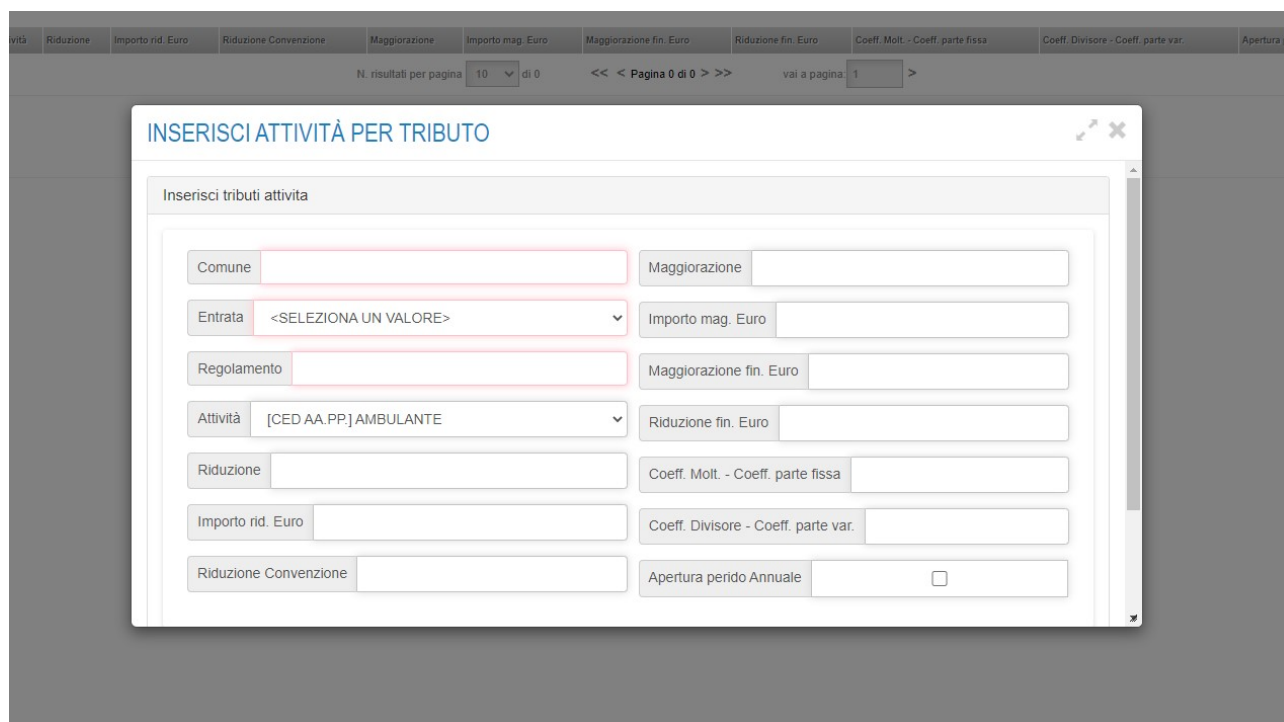 vità Riduzione Importo rid. Euro Riduzione Convenzione Maggiorazione Importo mag. Euro Maggiorazione fin. Euro Riduzione fin. Euro Coeff. Molt. - Coeff. parte fissa Coeff. Divisore - Coeff. parte var. Apertura
N. risultati per pagina 10 di 0 << < Pagina 0 di 0 > >> vai a pagina: 1 >
INSERISCI ATTIVITÀ PER TRIBUTO
Inserisci tributi attivita
Comune
Entrata <SELEZIONA UN VALORE>
Regolamento
Attività [CED AA.PP.] AMBULANTE
Riduzione
Importo rid. Euro
Riduzione Convenzione
Maggiorazione
Importo mag. Euro
Maggiorazione fin. Euro
Riduzione fin. Euro
Coeff. Molt. - Coeff. parte fissa
Coeff. Divisore - Coeff. parte var.
Apertura perido Annuale